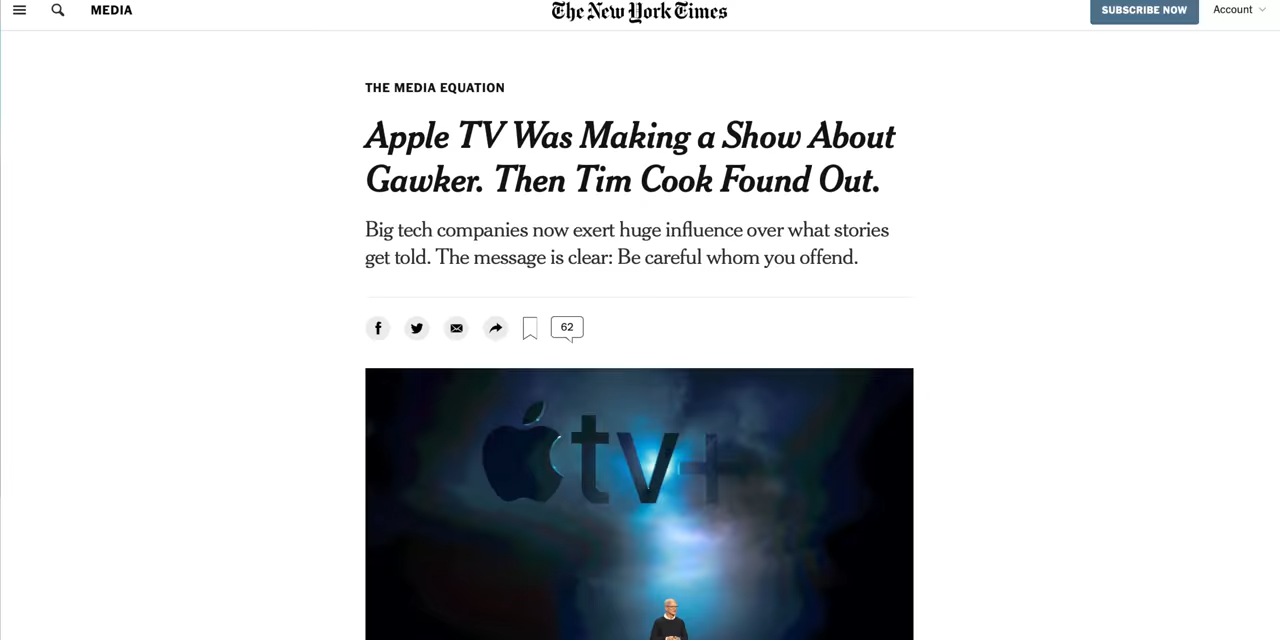 MEDIA
The New York Times
SUBSCRIBE NOW
Account
THE MEDIA EQUATION
Apple TV Was Making a Show About
Gawker. Then Tim Cook Found Out.
Big tech companies now exert huge influence over what stories
get told. The message is clear: Be careful whom you offend.
62
tv+